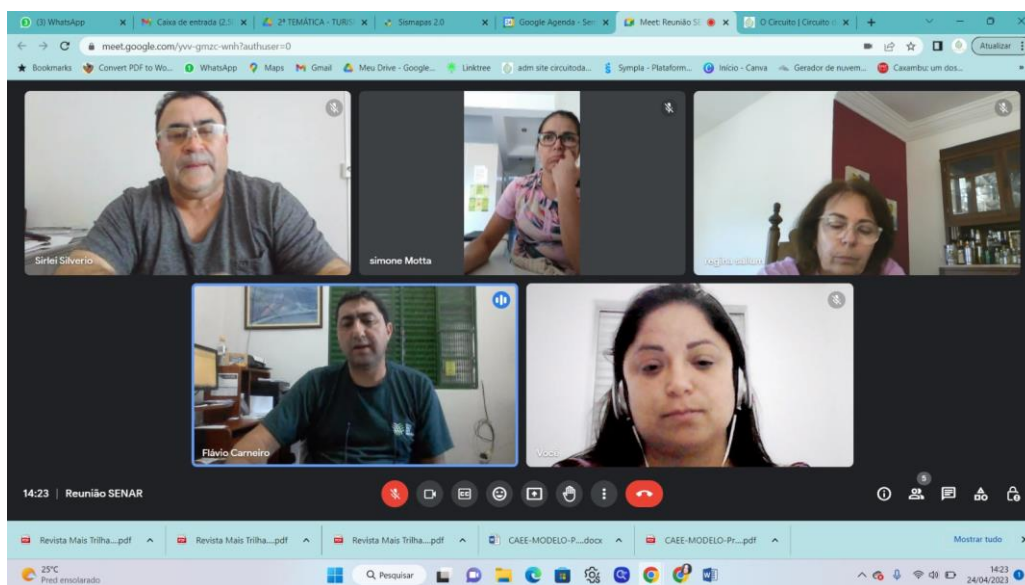 (3) WhatsApp
Caixa de entrada (2.5
2ª TEMÁTICA - TURIS
Sismapas 2.0
Google Agenda - Se
Meet: Reunião S
O Circuito | Circuito d
meet.google.com/yvv-gmzc-wnh?authuser=0
Atualizar
Bookmarks
Convert PDF to Wo...
WhatsApp
Maps
Gmail
Meu Drive - Google...
Linktree
adm site circuitoda...
Sympla - Plataform...
Início - Canva
Gerador de nuvem...
Caxambu: um dos...
Sirlei Silverio
simone Motta
regina
Flávio Carneiro
Você
14:23 | Reunião SENAR
CC
5
Revista Mais Trilha....pdf
Revista Mais Trilha....pdf
Revista Mais Trilha....pdf
CAEE-MODELO-P....docx
CAEE-MODELO-Pr....pdf
Mostrar tudo
25°C
Pred ensolarado
Pesquisar
14:23
24/04/2023